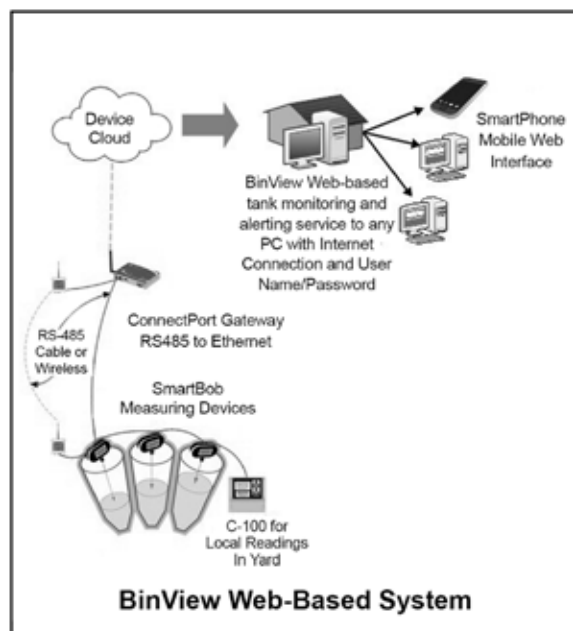 Device
Cloud
SmartPhone
Mobile Web
Interface
BinView Web-based
tank monitoring and
alerting service to any
PC with Internet
Connection and User
Name/Password
ConnectPort Gateway
RS485 to Ethernet
RS-485
Cable or
Wireless
SmartBob
Measuring Devices
C-100 for
Local Readings
In Yard
BinView Web-Based System